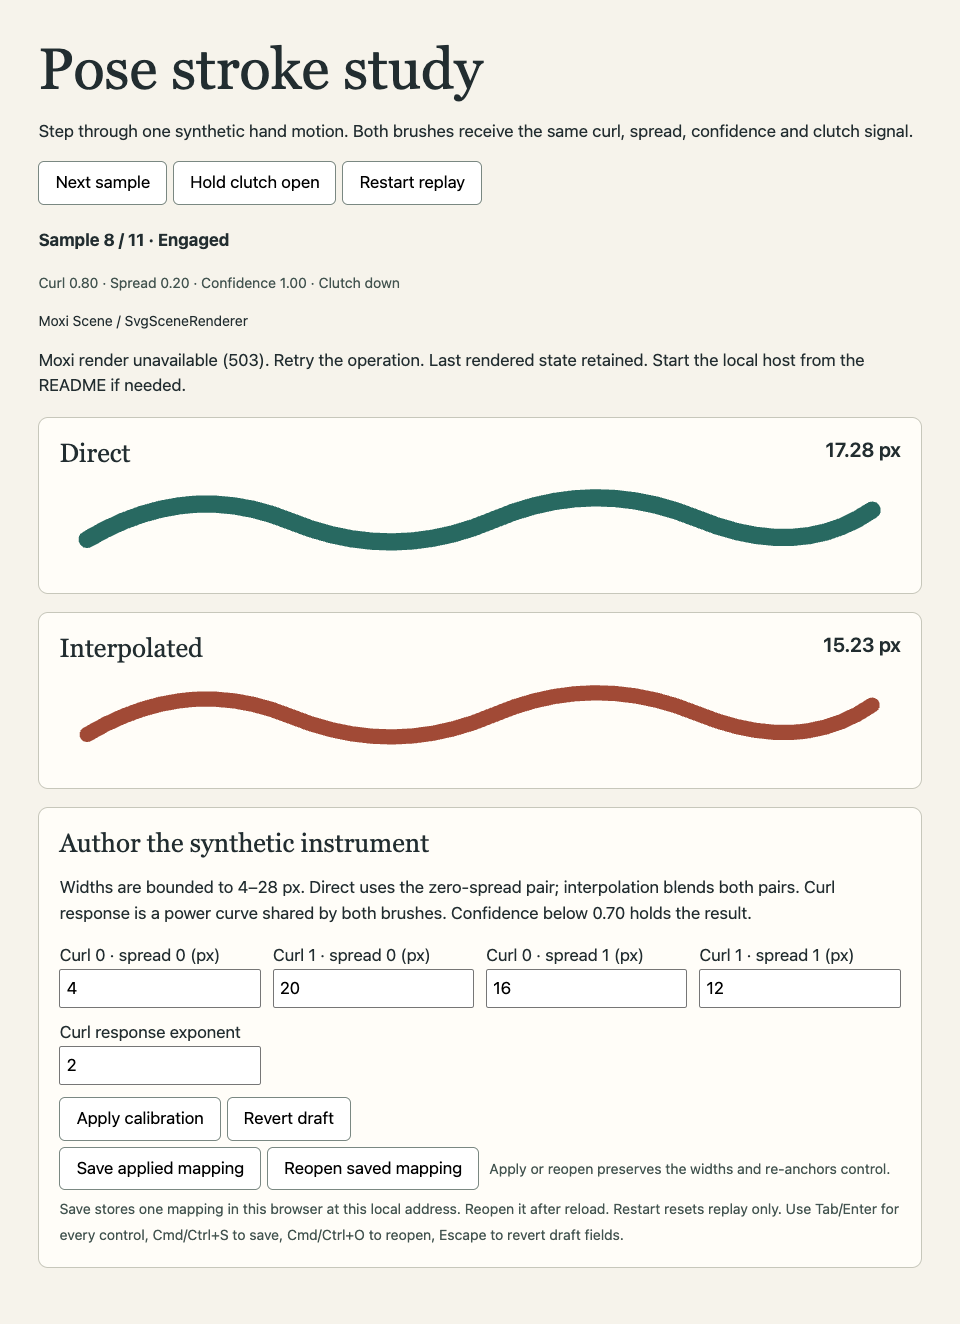 Pose stroke study
Step through one synthetic hand motion. Both brushes receive the same curl, spread, confidence and clutch signal.
Next sample
Hold clutch open
Restart replay
Sample 8 / 11 · Engaged
Curl 0.80 · Spread 0.20 · Confidence 1.00 · Clutch down
Moxi Scene / SvgSceneRenderer
Moxi render unavailable (503). Retry the operation. Last rendered state retained. Start the local host from the
README if needed.
Direct
17.28 px
Interpolated
15.23 px
Author the synthetic instrument
Widths are bounded to 4–28 px. Direct uses the zero-spread pair; interpolation blends both pairs. Curl
response is a power curve shared by both brushes. Confidence below 0.70 holds the result.
Curl 0 · spread 0 (px)
Curl 1 · spread 0 (px)
Curl 0 · spread 1 (px)
Curl 1 · spread 1 (px)
4
20
16
12
Curl response exponent
2
Apply calibration
Revert draft
Save applied mapping
Reopen saved mapping
Apply or reopen preserves the widths and re-anchors control.
Save stores one mapping in this browser at this local address. Reopen it after reload. Restart resets replay only. Use Tab/Enter for
every control, Cmd/Ctrl+S to save, Cmd/Ctrl+O to reopen, Escape to revert draft fields.